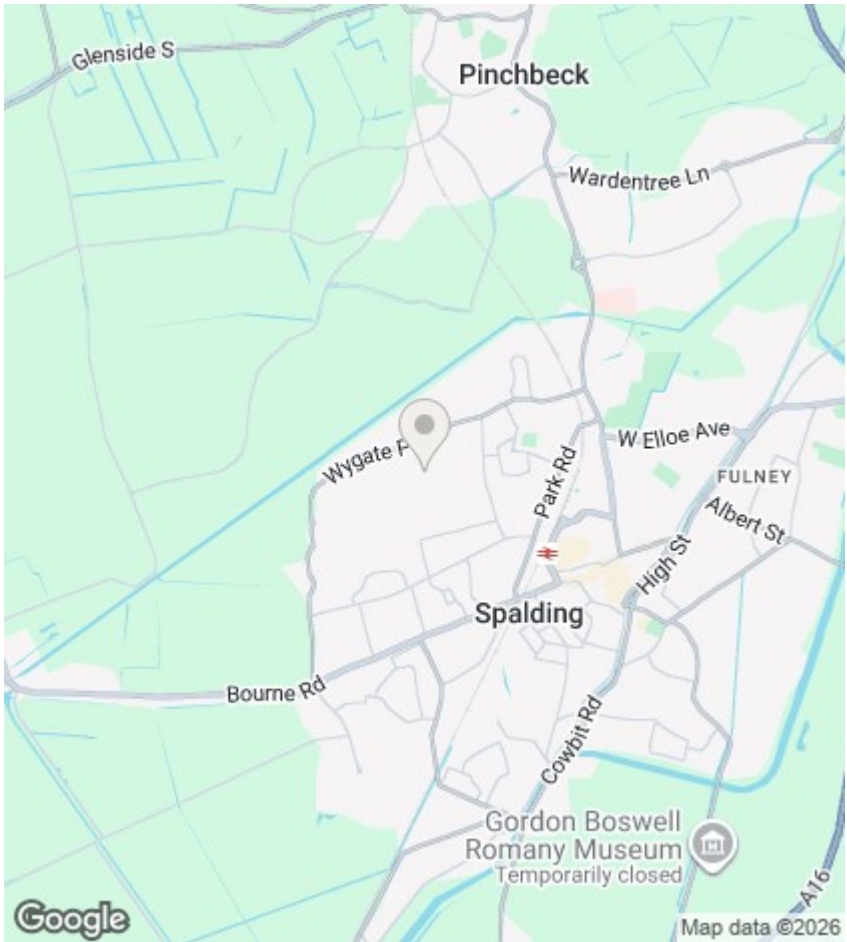 Glenside S
Pinchbeck
Wardentree Ln
Wygate P
W Elloe Ave
Park Rd
FULNEY
Albert St
High St
Spalding
Bourne Rd
Cowbit Rd
Gordon Boswell
Romany Museum
Temporarily closed
A16
Google
Map data ©2026